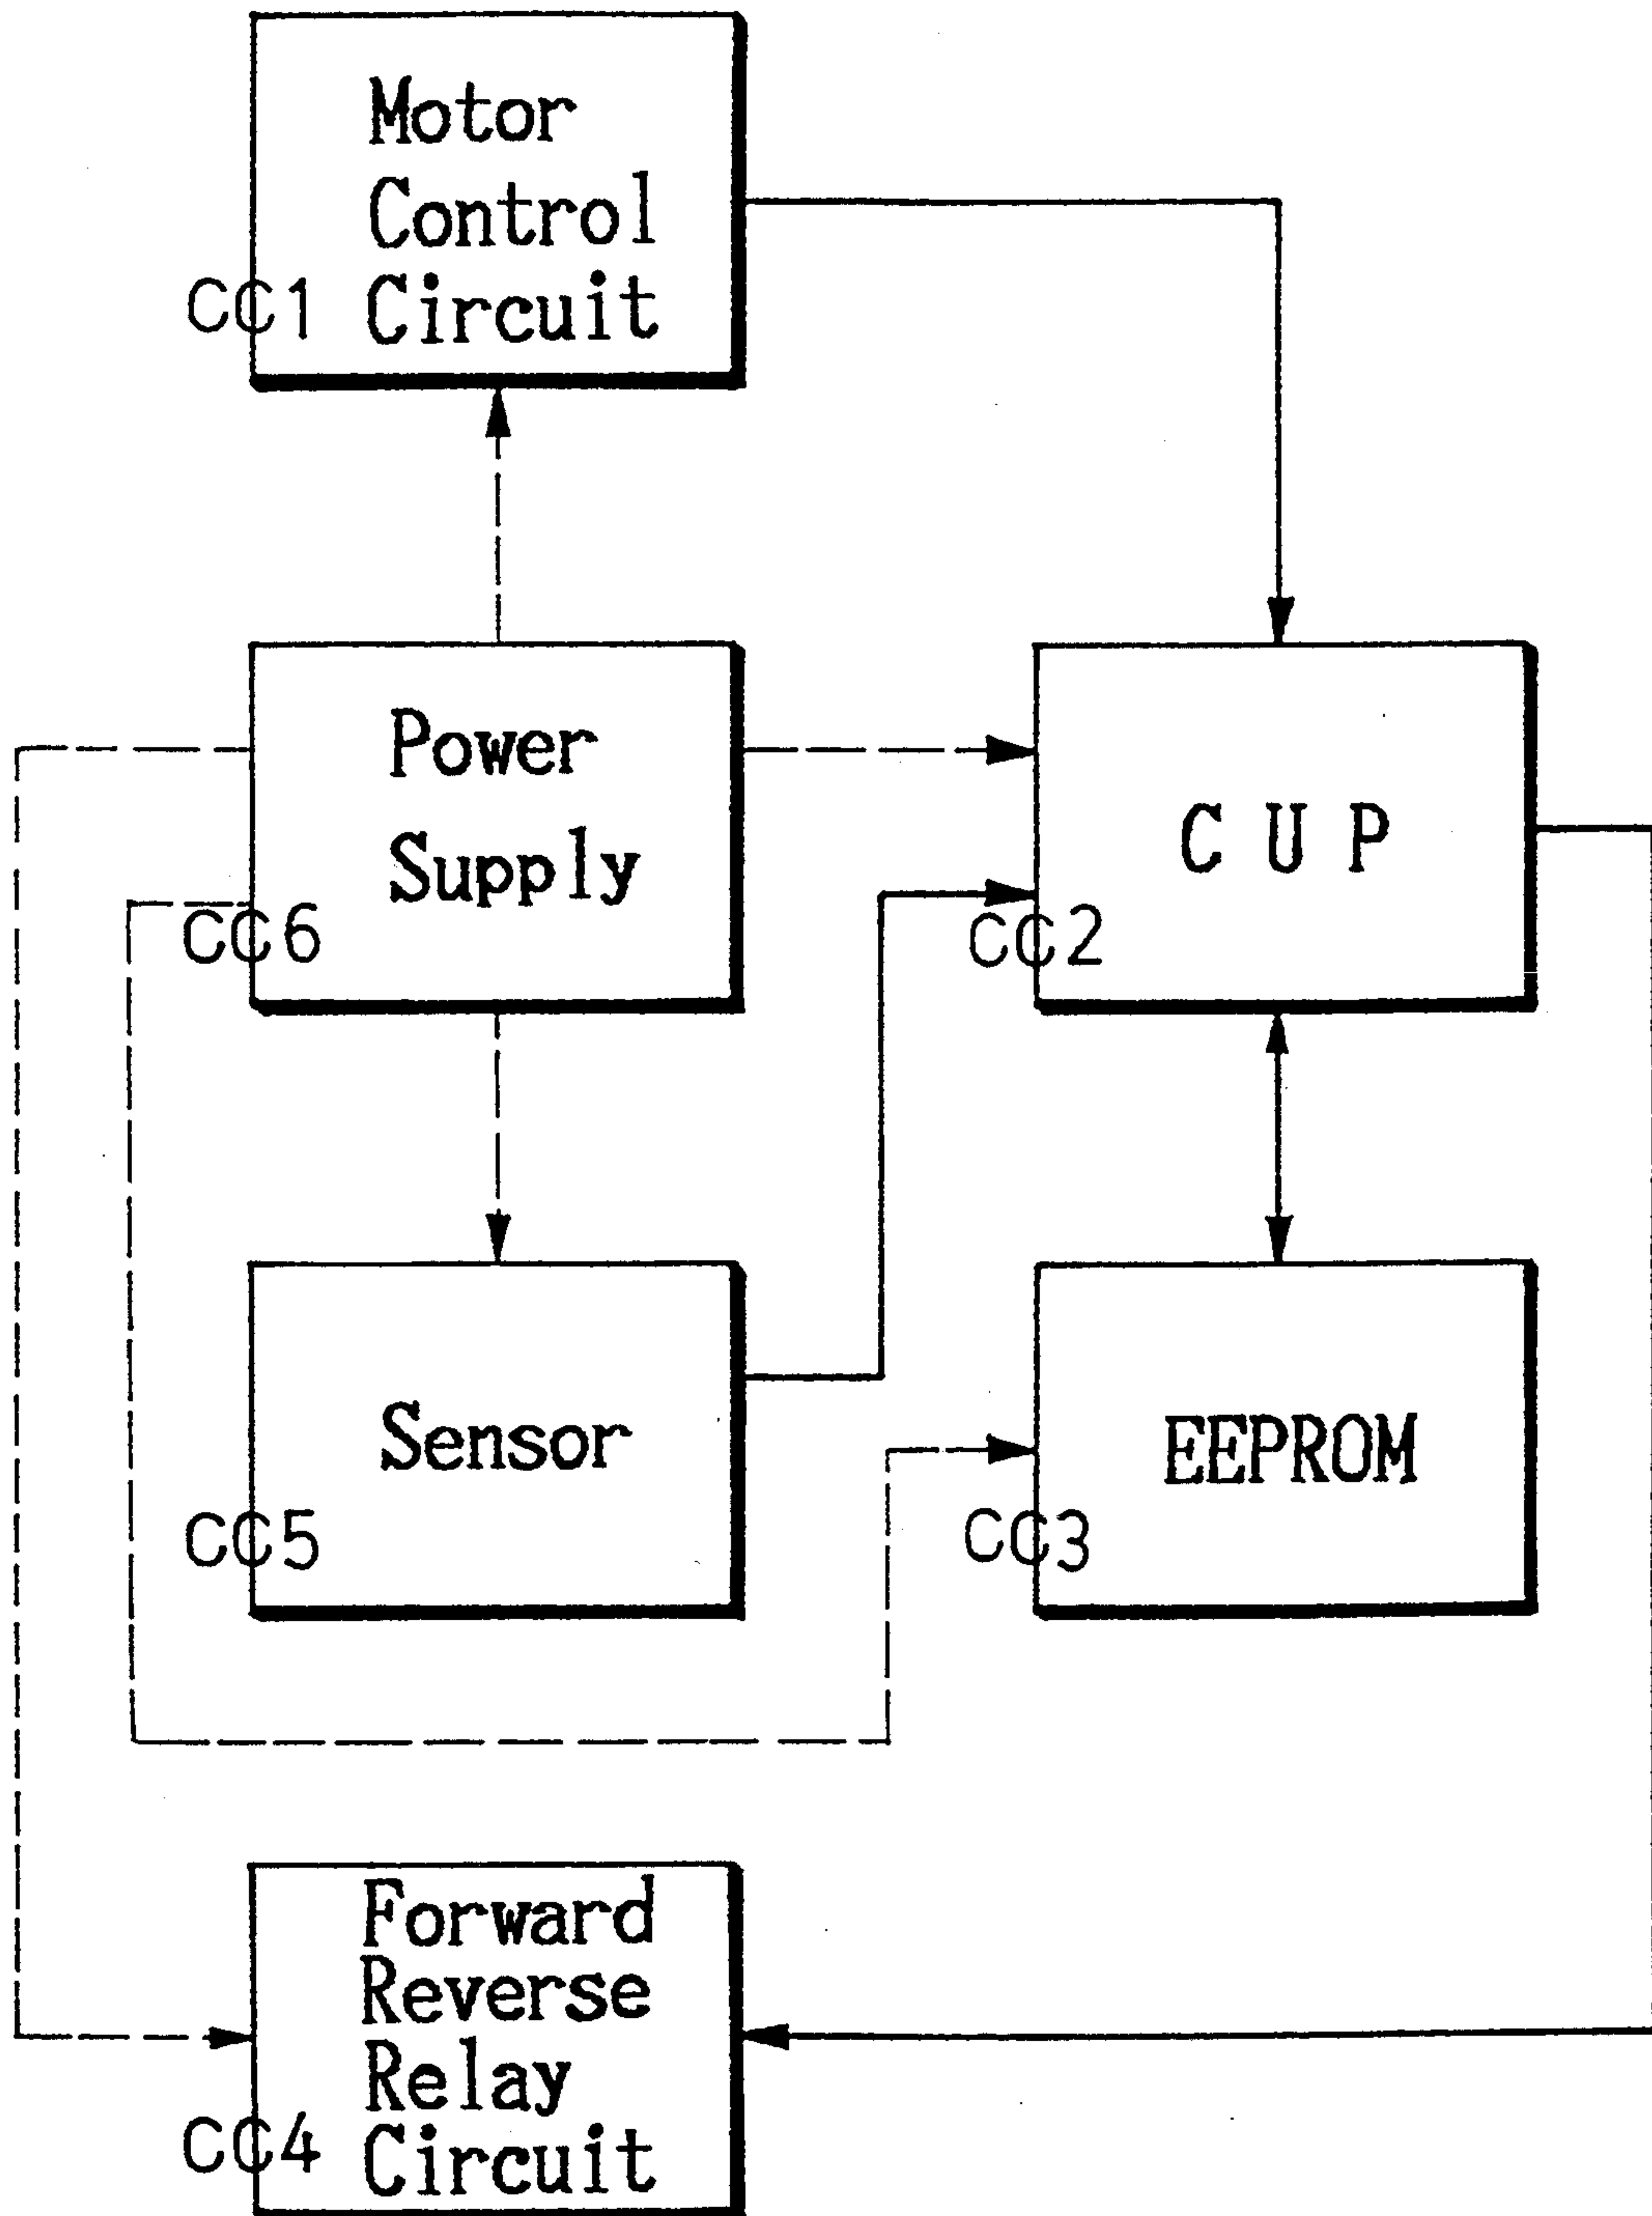 Motor
Control
CC1 Circuit
Power
Supply
CC6
C U P
CC2
Sensor
CC5
EEPROM
CC3
Forward
Reverse
Relay
CC4 Circuit